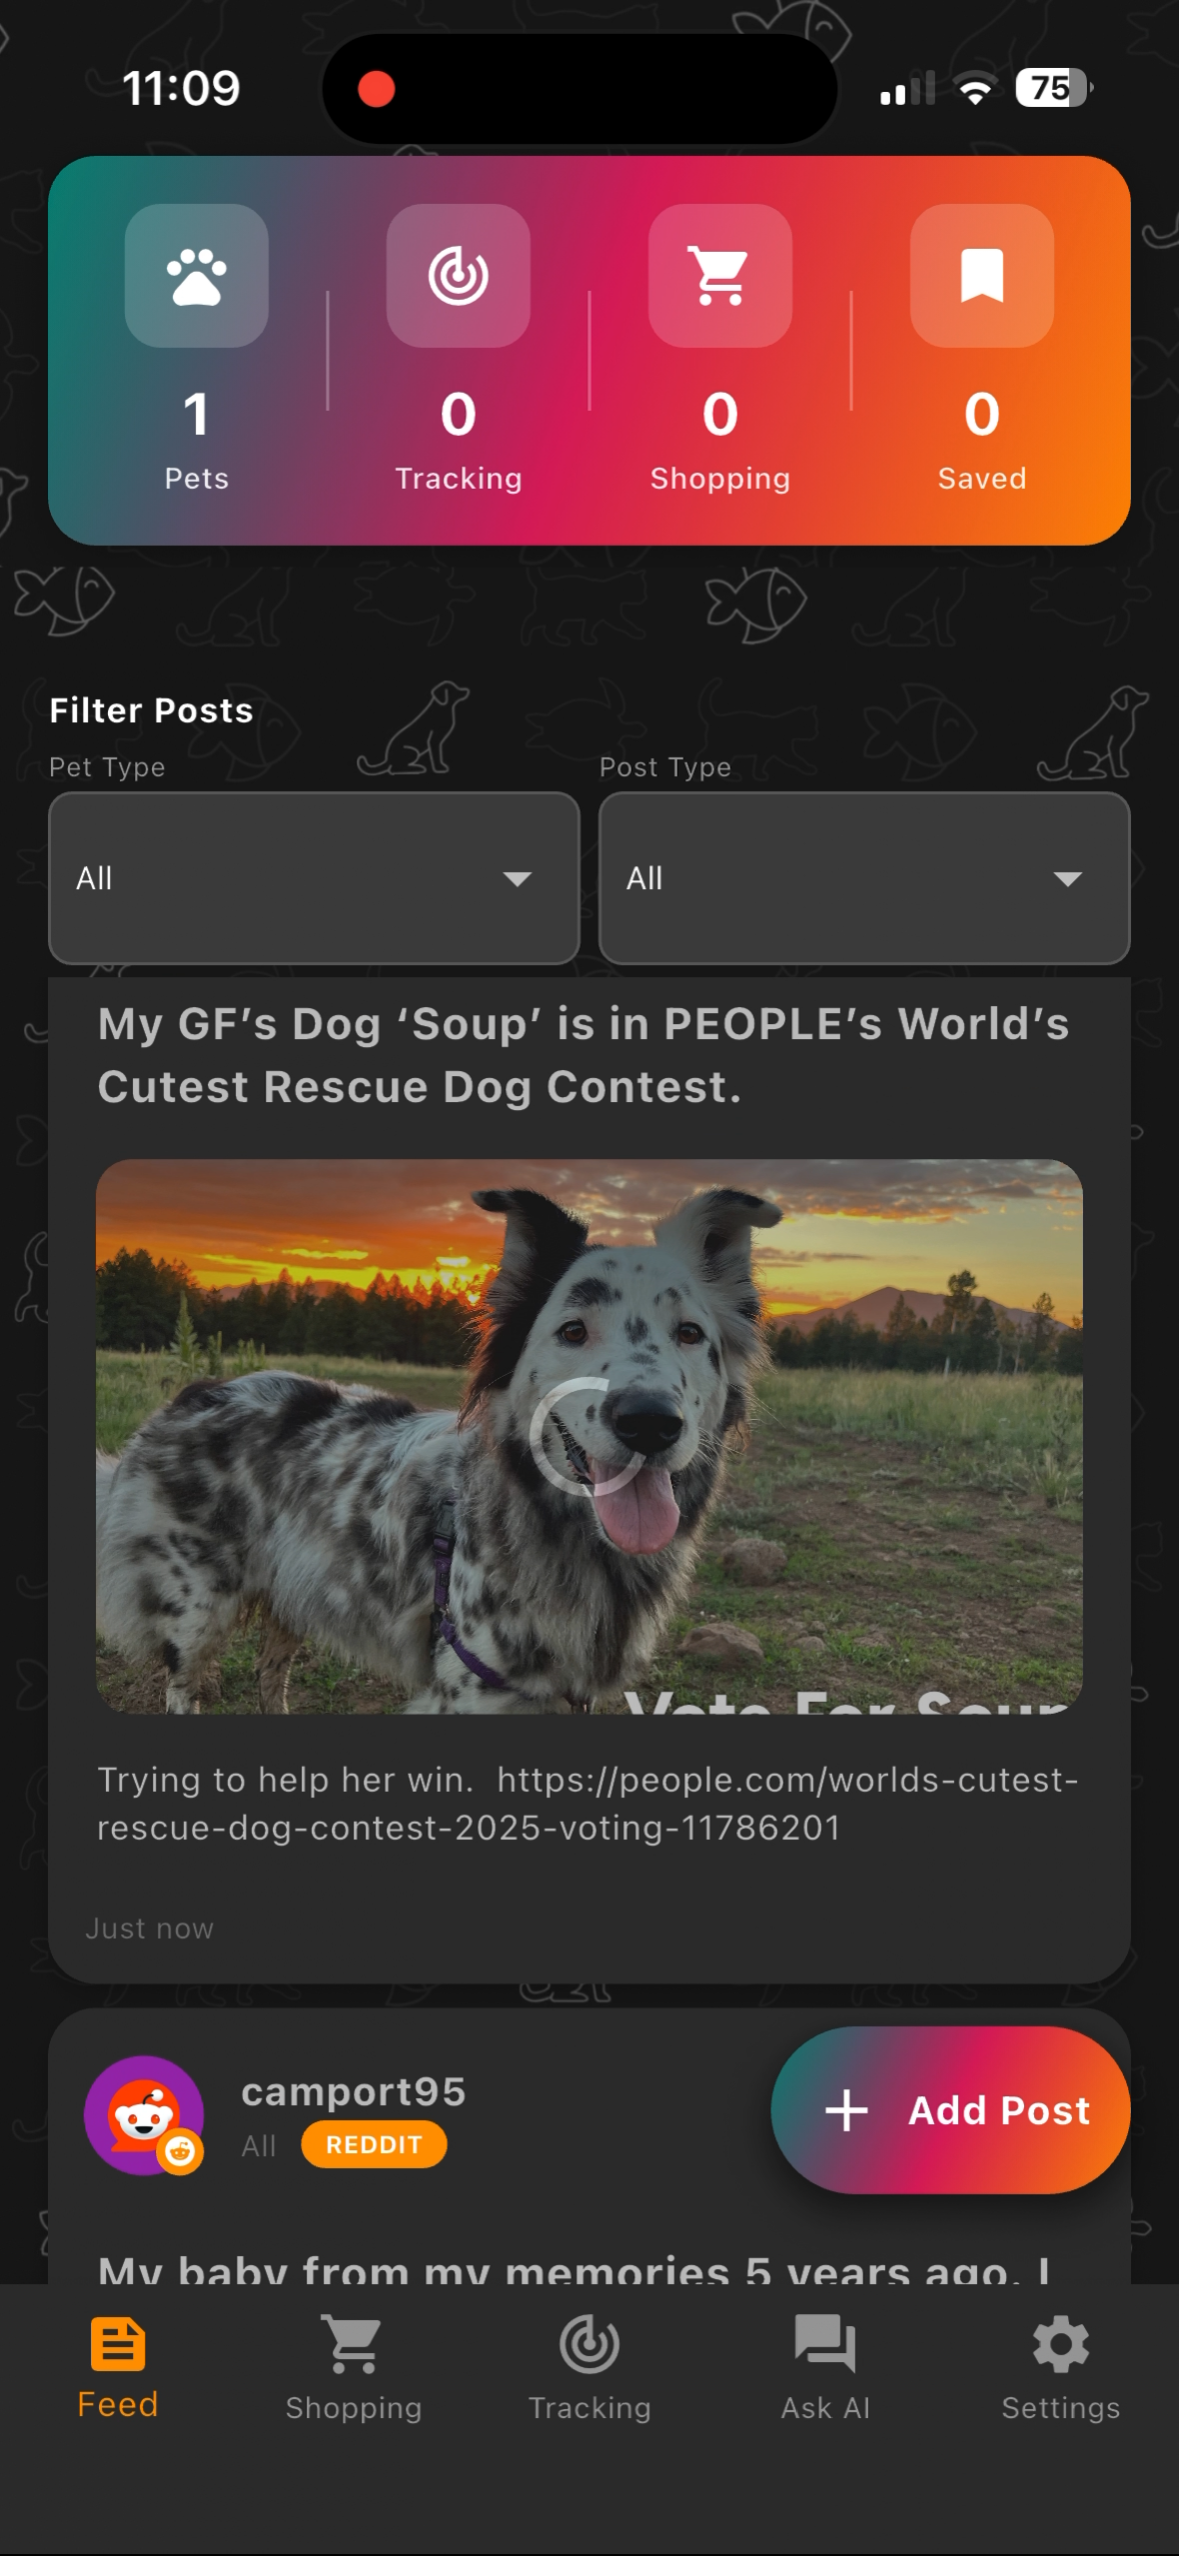 11:09
75
1
0
0
0
Pets
Tracking
Shopping
Saved
Filter Posts
Pet Type
Post Type
All
All
My GF’s Dog ‘Soup’ is in PEOPLE’s World’s
Cutest Rescue Dog Contest.
Vote For Soup
Trying to help her win.  https://people.com/worlds-cutest-
rescue-dog-contest-2025-voting-11786201
Just now
camport95
All
REDDIT
Add Post
My baby from my memories 5 years ago. I
Feed
Shopping
Tracking
Ask AI
Settings